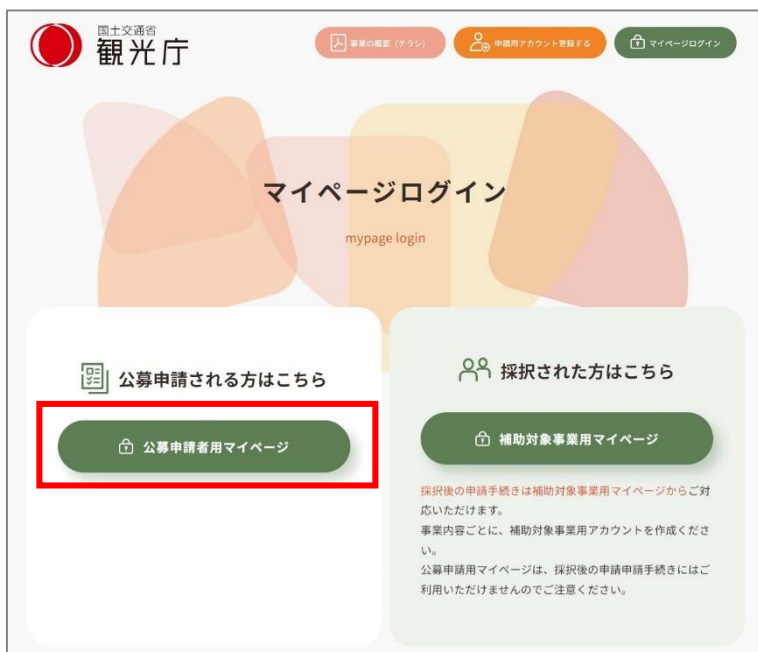 国土交通省
観光庁
事業の概要（チラシ）
申請用アカウント登録する
マイページログイン
マイページログイン
mypage login
公募申請される方はこちら
公募申請者用マイページ
採択された方はこちら
補助対象事業用マイページ
採択後の申請手続きは補助対象事業用マイページからご対
応いただけます。
事業内容ごとに、補助対象事業用アカウントを作成くださ
い。
公募申請用マイページは、採択後の申請申請手続きにはご
利用いただけませんのでご注意ください。